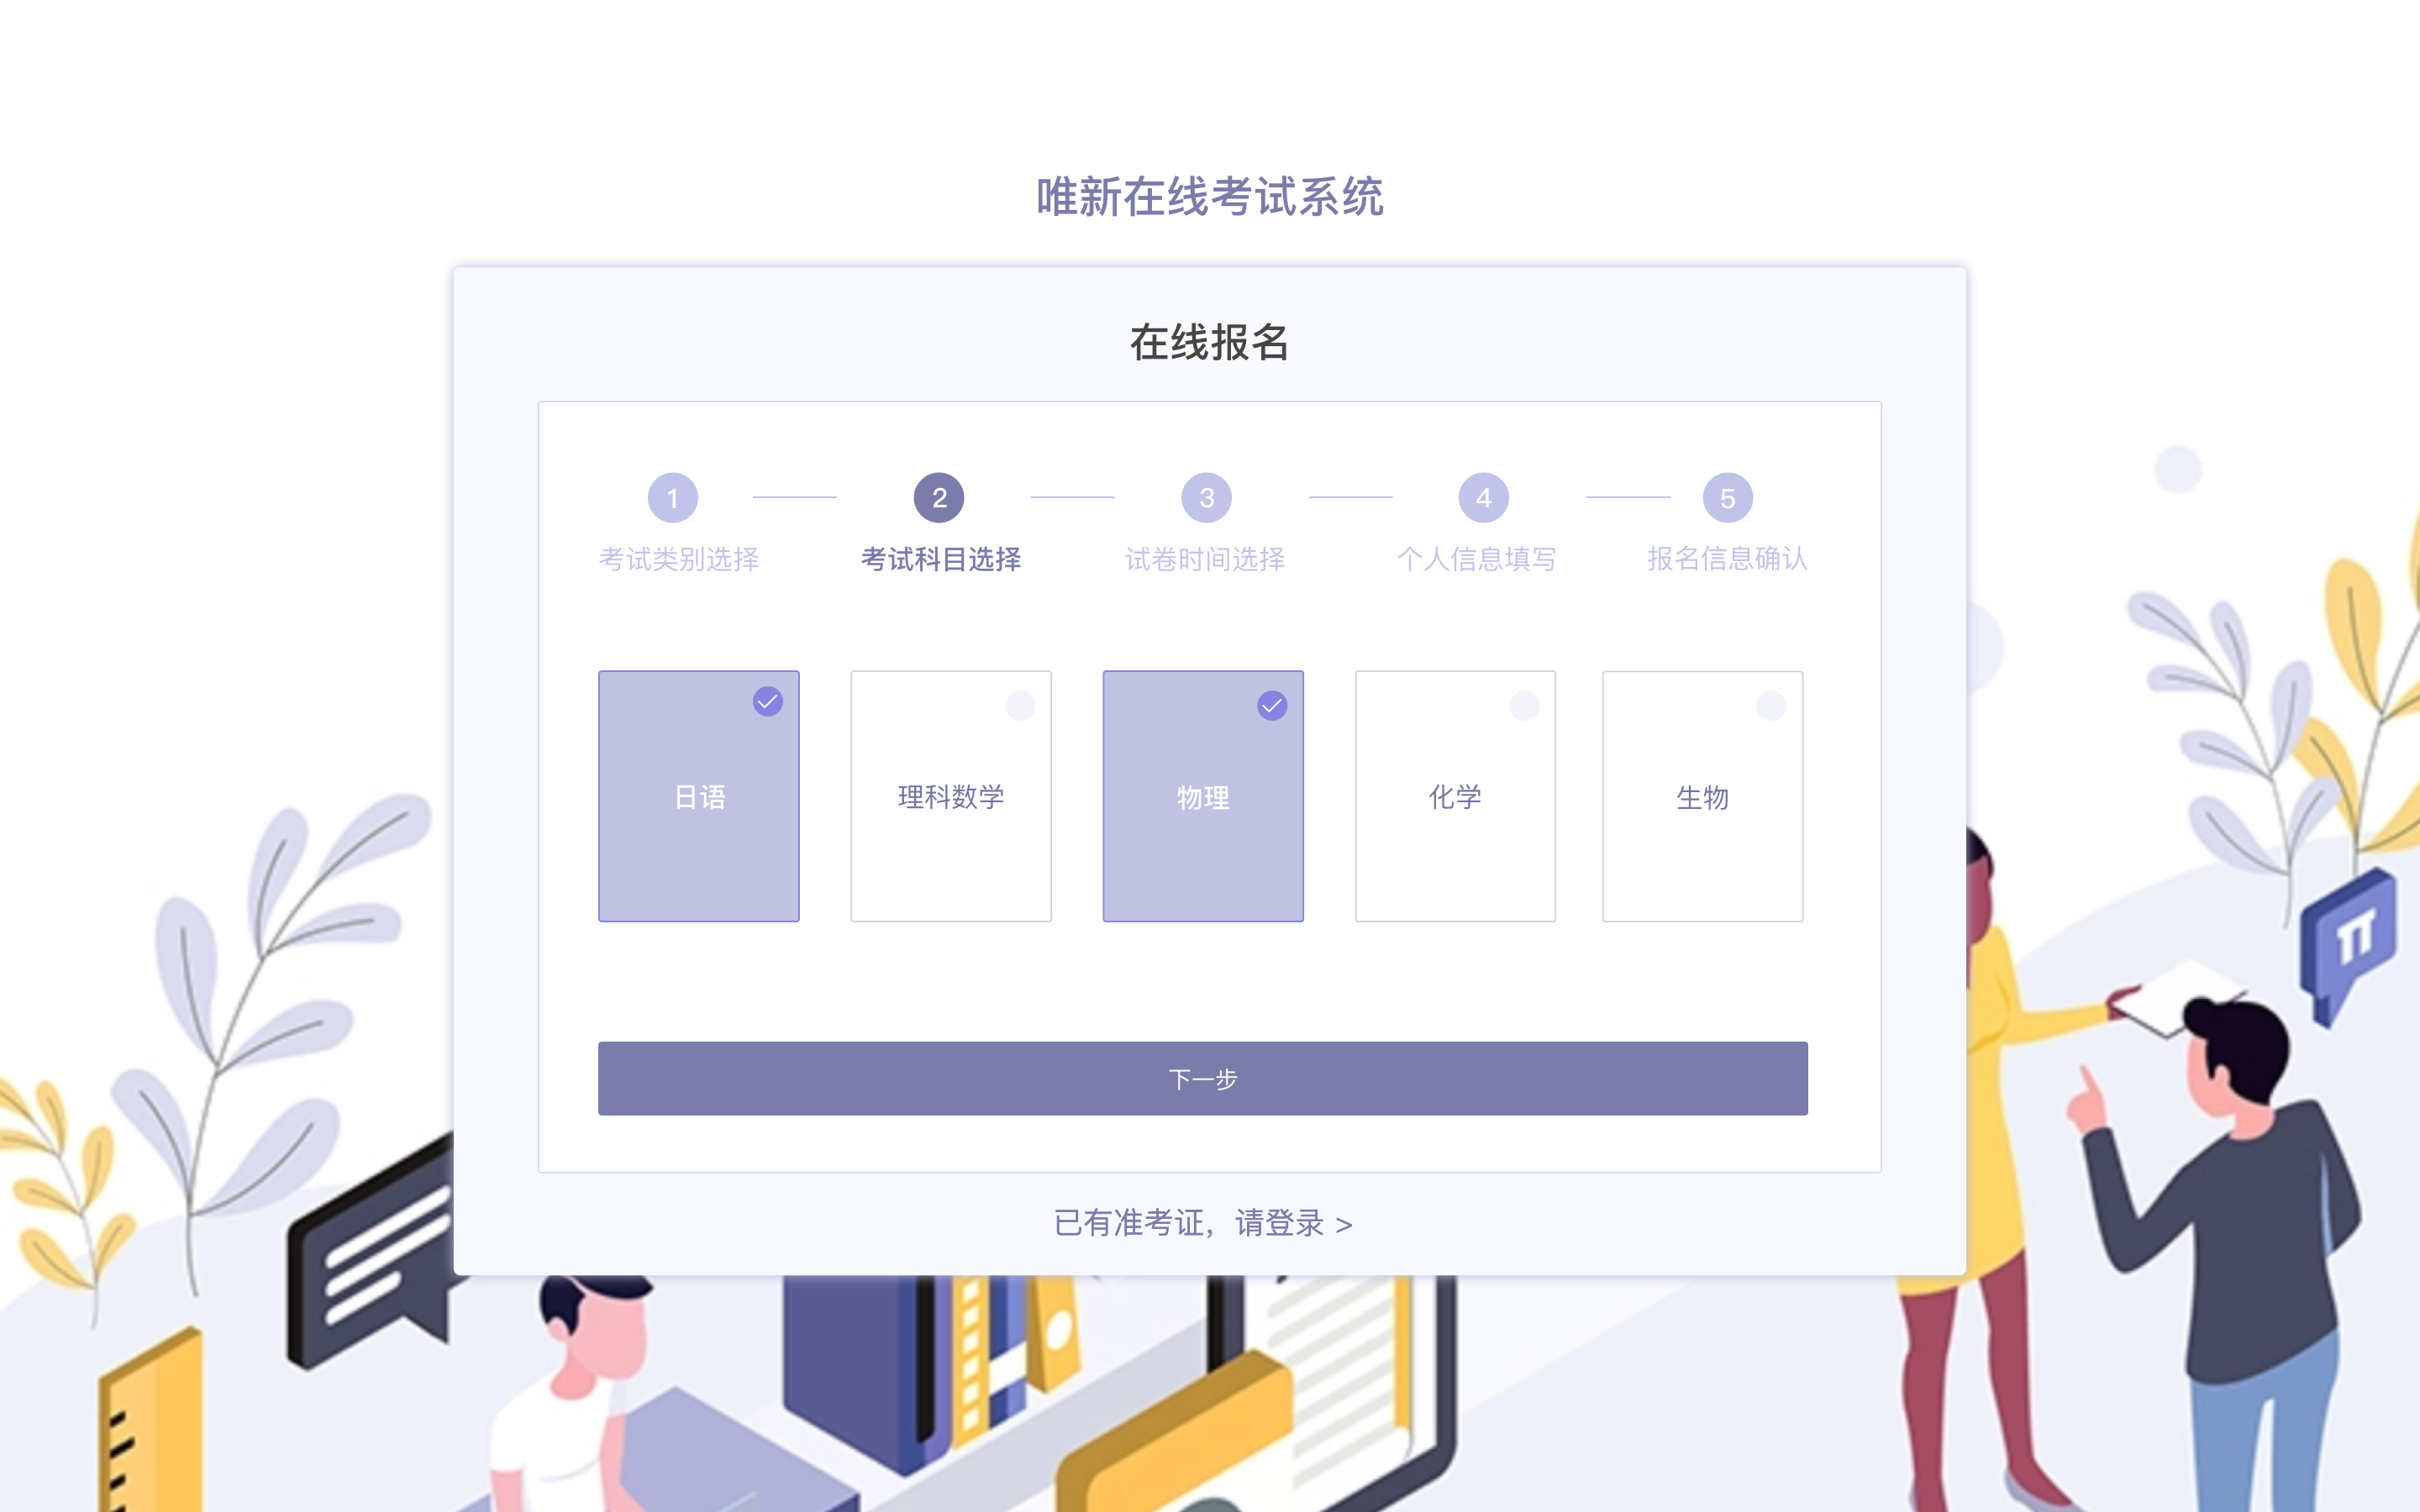 唯新在线考试系统
在线报名
1 2 3 4 5
考试类别选择 考试科目选择 试卷时间选择 个人信息填写 报名信息确认
日语 理科数学 物理 化学 生物
下一步
已有准考证，请登录 >